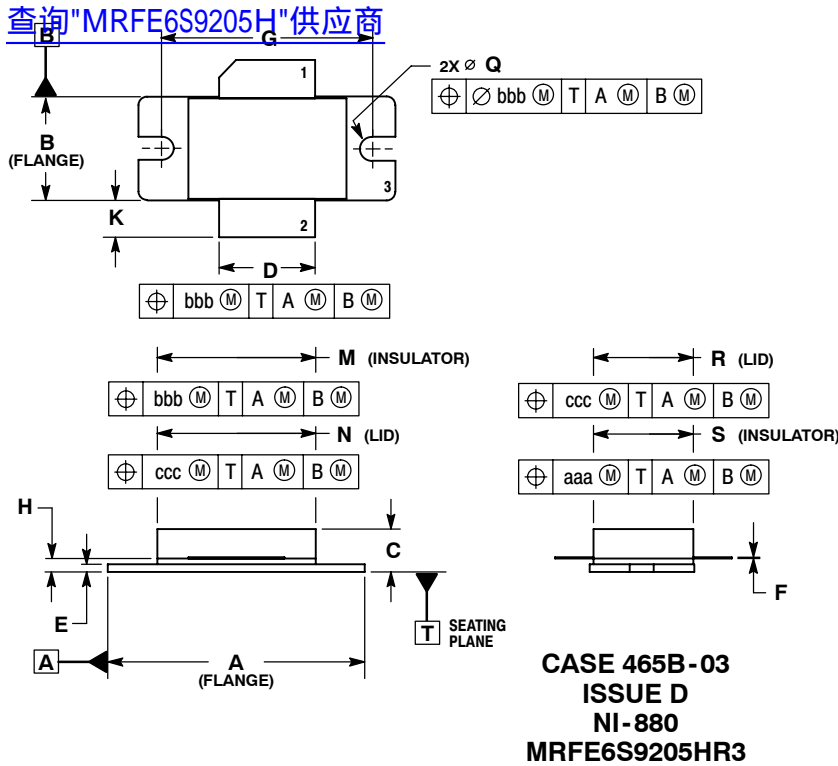 查询"MRFE6S9205H"供应商
B
G
1
2X ⌀ Q
⌖ ⌀ bbb Ⓜ T A Ⓜ B Ⓜ
B
(FLANGE)
3
K
2
D
⌖ bbb Ⓜ T A Ⓜ B Ⓜ
M (INSULATOR)
⌖ bbb Ⓜ T A Ⓜ B Ⓜ
N (LID)
⌖ ccc Ⓜ T A Ⓜ B Ⓜ
R (LID)
⌖ ccc Ⓜ T A Ⓜ B Ⓜ
S (INSULATOR)
⌖ aaa Ⓜ T A Ⓜ B Ⓜ
H
C
E
F
T SEATING
PLANE
A
A
(FLANGE)
CASE 465B-03
ISSUE D
NI-880
MRFE6S9205HR3